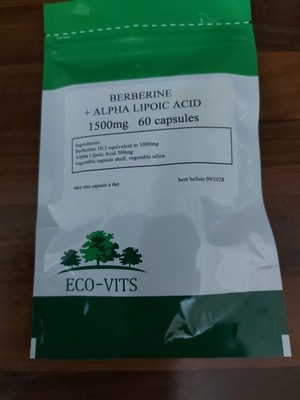 BERBERINE
+ ALPHA LIPOIC ACID
1500mg 60 capsules
Ingredients:
Berberine 10:1 equivalent to 1000mg
Alpha Lipoic Acid 500mg
vegetable capsule shell, vegetable silica
take one capsule a day best before 09/2028
ECO-VITS